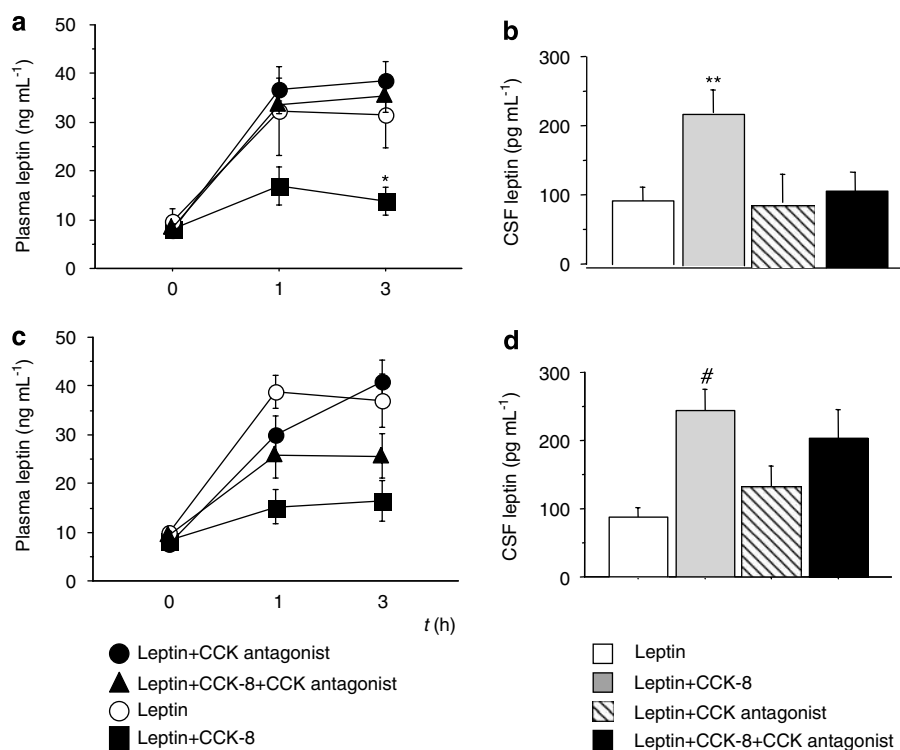 a
Plasma leptin (ng mL⁻¹)
50
40
30
20
10
0
*
0 1 3
b
CSF leptin (pg mL⁻¹)
300
200
100
0
**
c
Plasma leptin (ng mL⁻¹)
50
40
30
20
10
0
0 1 3
t (h)
d
CSF leptin (pg mL⁻¹)
300
200
100
0
#
Leptin+CCK antagonist
Leptin+CCK-8+CCK antagonist
Leptin
Leptin+CCK-8
Leptin
Leptin+CCK-8
Leptin+CCK antagonist
Leptin+CCK-8+CCK antagonist